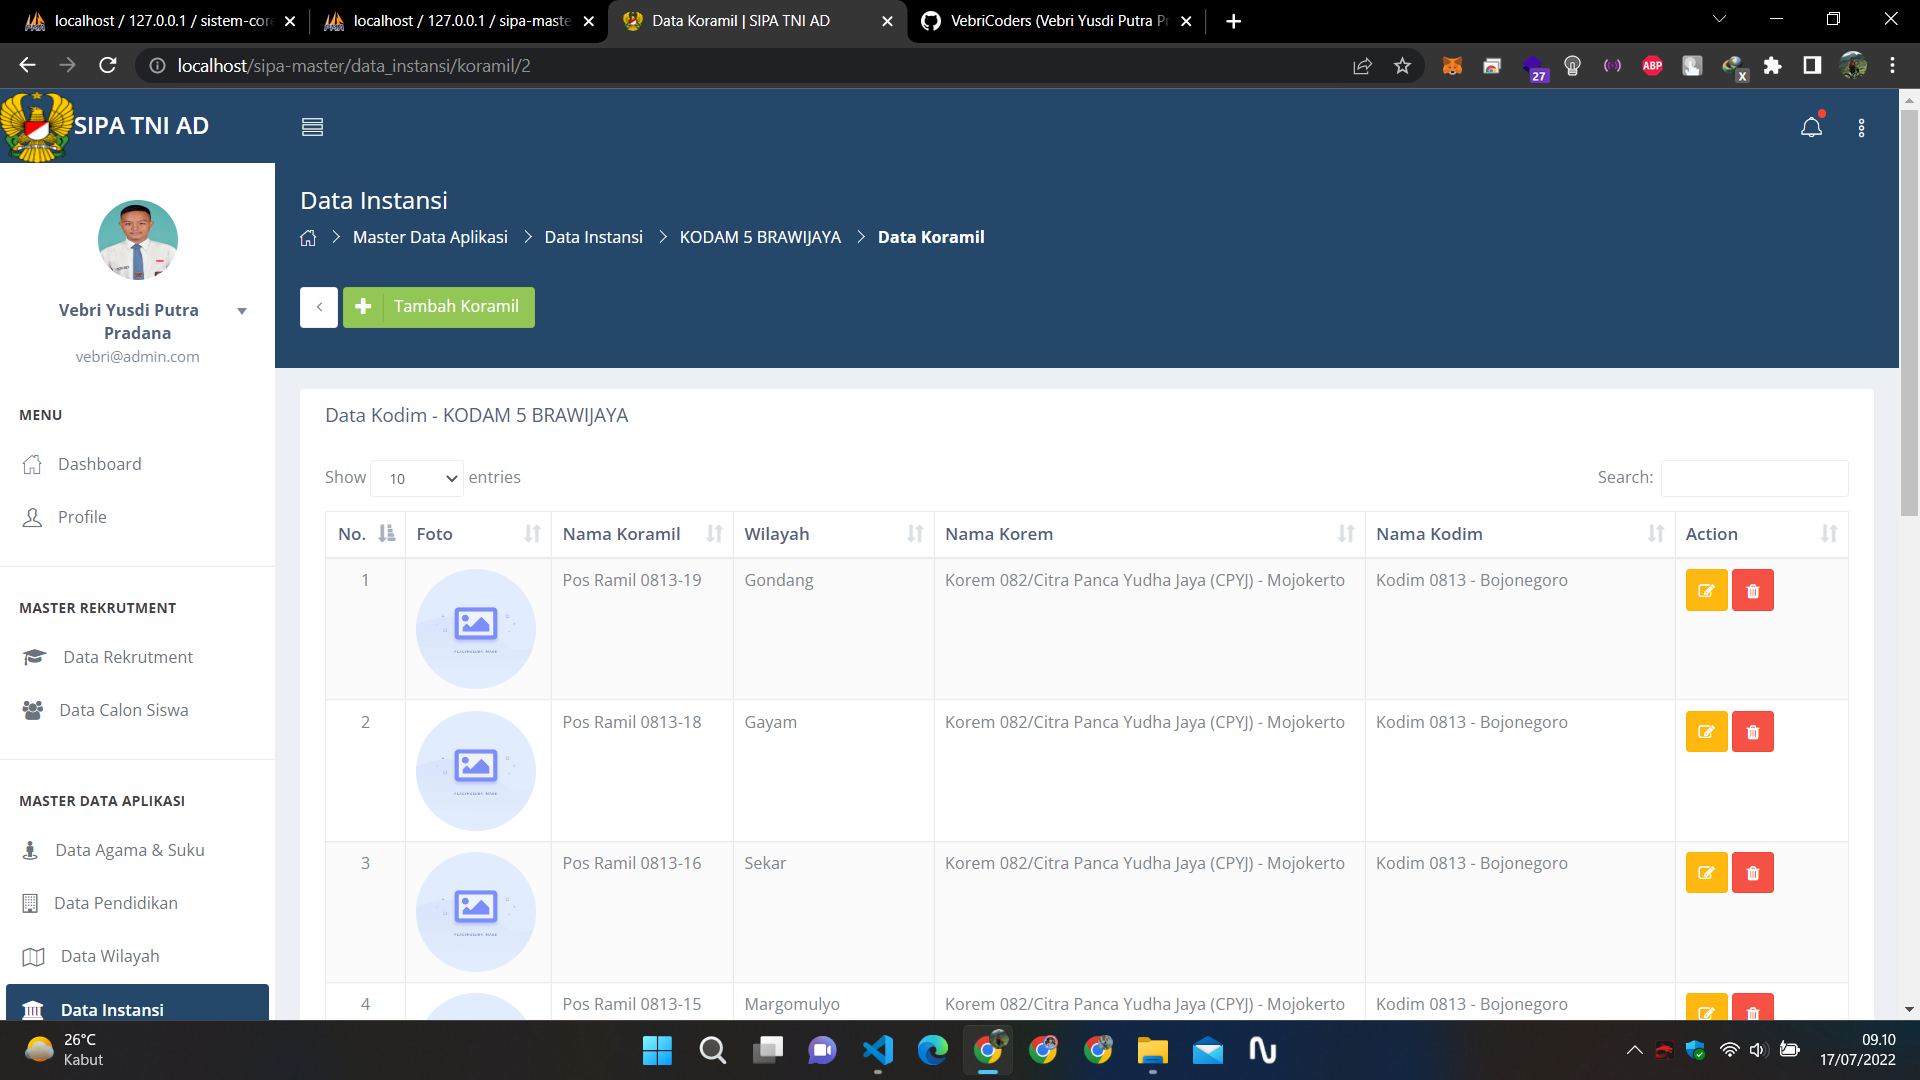 localhost / 127.0.0.1 / sistem-core
localhost / 127.0.0.1 / sipa-maste
Data Koramil | SIPA TNI AD
VebriCoders (Vebri Yusdi Putra Pr
localhost/sipa-master/data_instansi/koramil/2
27
ABP
X
SIPA TNI AD
Vebri Yusdi Putra
Pradana
vebri@admin.com
MENU
Dashboard
Profile
MASTER REKRUTMENT
Data Rekrutment
Data Calon Siswa
MASTER DATA APLIKASI
Data Agama & Suku
Data Pendidikan
Data Wilayah
Data Instansi
Data Instansi
Master Data Aplikasi > Data Instansi > KODAM 5 BRAWIJAYA > Data Koramil
Tambah Koramil
Data Kodim - KODAM 5 BRAWIJAYA
Show 10 entries
Search:
No. Foto Nama Koramil Wilayah Nama Korem Nama Kodim Action
1 Pos Ramil 0813-19 Gondang Korem 082/Citra Panca Yudha Jaya (CPYJ) - Mojokerto Kodim 0813 - Bojonegoro
2 Pos Ramil 0813-18 Gayam Korem 082/Citra Panca Yudha Jaya (CPYJ) - Mojokerto Kodim 0813 - Bojonegoro
3 Pos Ramil 0813-16 Sekar Korem 082/Citra Panca Yudha Jaya (CPYJ) - Mojokerto Kodim 0813 - Bojonegoro
4 Pos Ramil 0813-15 Margomulyo Korem 082/Citra Panca Yudha Jaya (CPYJ) - Mojokerto Kodim 0813 - Bojonegoro
26°C
Kabut
09.10
17/07/2022